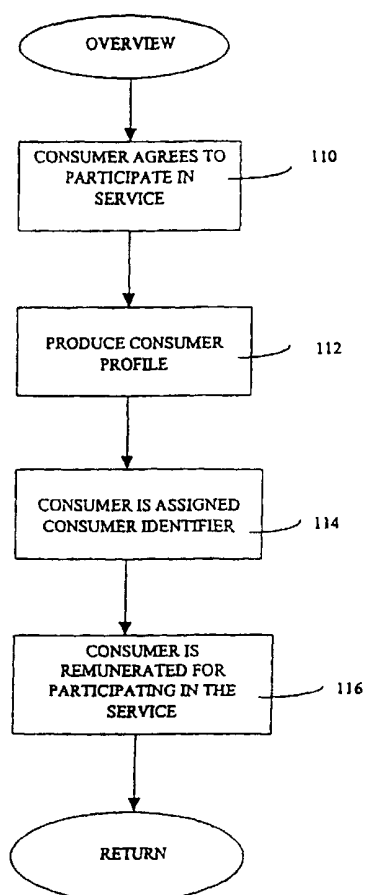 OVERVIEW
CONSUMER AGREES TO
PARTICIPATE IN
SERVICE
110
PRODUCE CONSUMER
PROFILE
112
CONSUMER IS ASSIGNED
CONSUMER IDENTIFIER
114
CONSUMER IS
REMUNERATED FOR
PARTICIPATING IN THE
SERVICE
116
RETURN